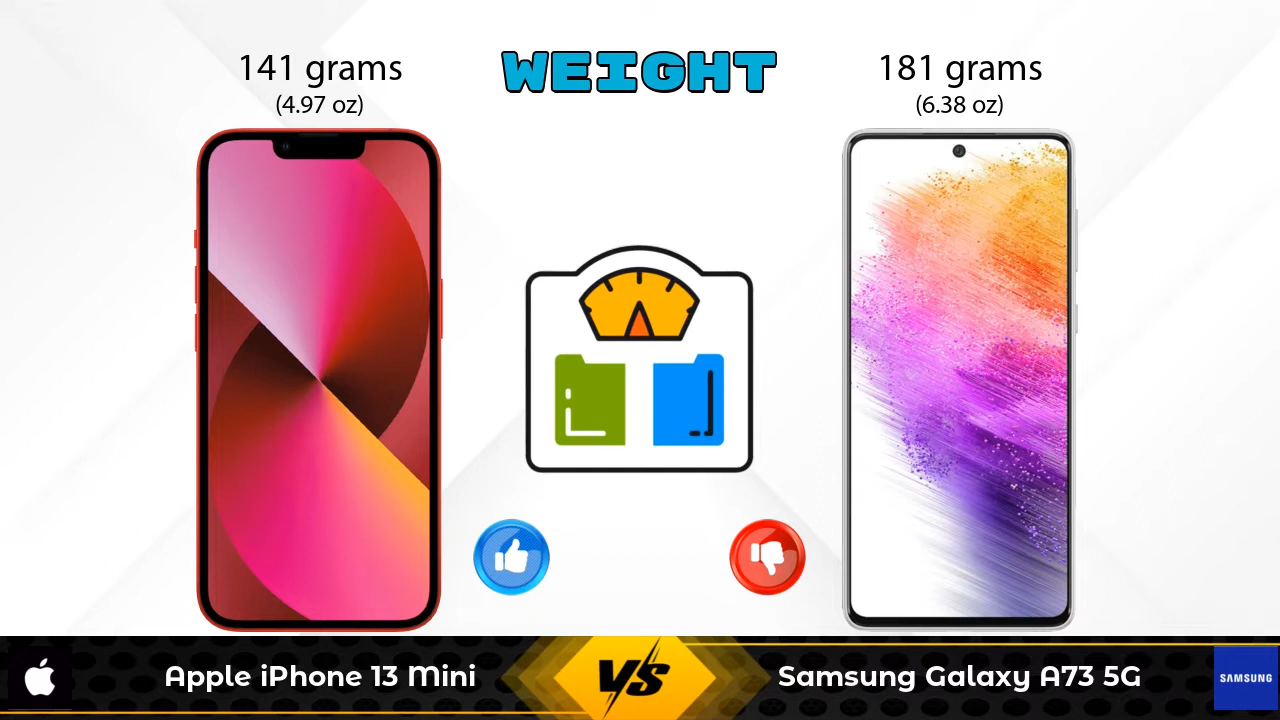 WEIGHT
141 grams
(4.97 oz)
181 grams
(6.38 oz)
Apple iPhone 13 Mini
VS
Samsung Galaxy A73 5G
SAMSUNG